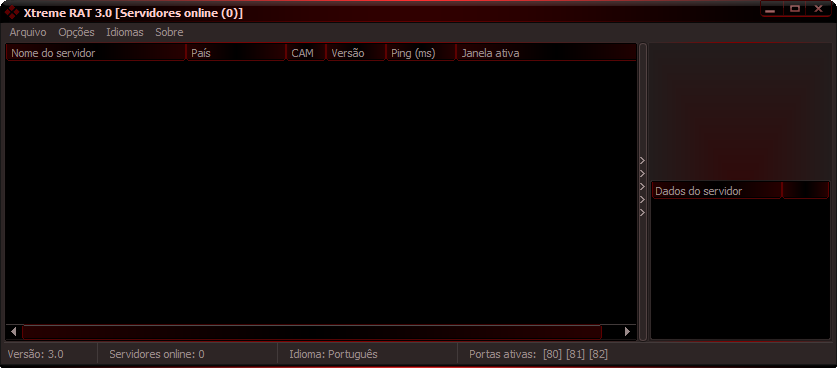 Xtreme RAT 3.0 [Servidores online (0)]
Arquivo Opções Idiomas Sobre
Nome do servidor País CAM Versão Ping (ms) Janela ativa
Dados do servidor
Versão: 3.0 Servidores online: 0 Idioma: Português Portas ativas: [80] [81] [82]